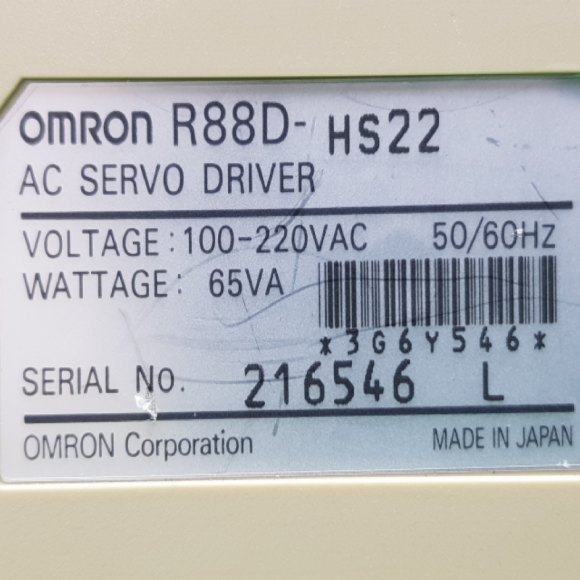 OMRON R88D-HS22
AC SERVO DRIVER
VOLTAGE: 100-220VAC 50/60Hz
WATTAGE: 65VA
*3G6Y546*
SERIAL No. 216546 L
OMRON Corporation MADE IN JAPAN